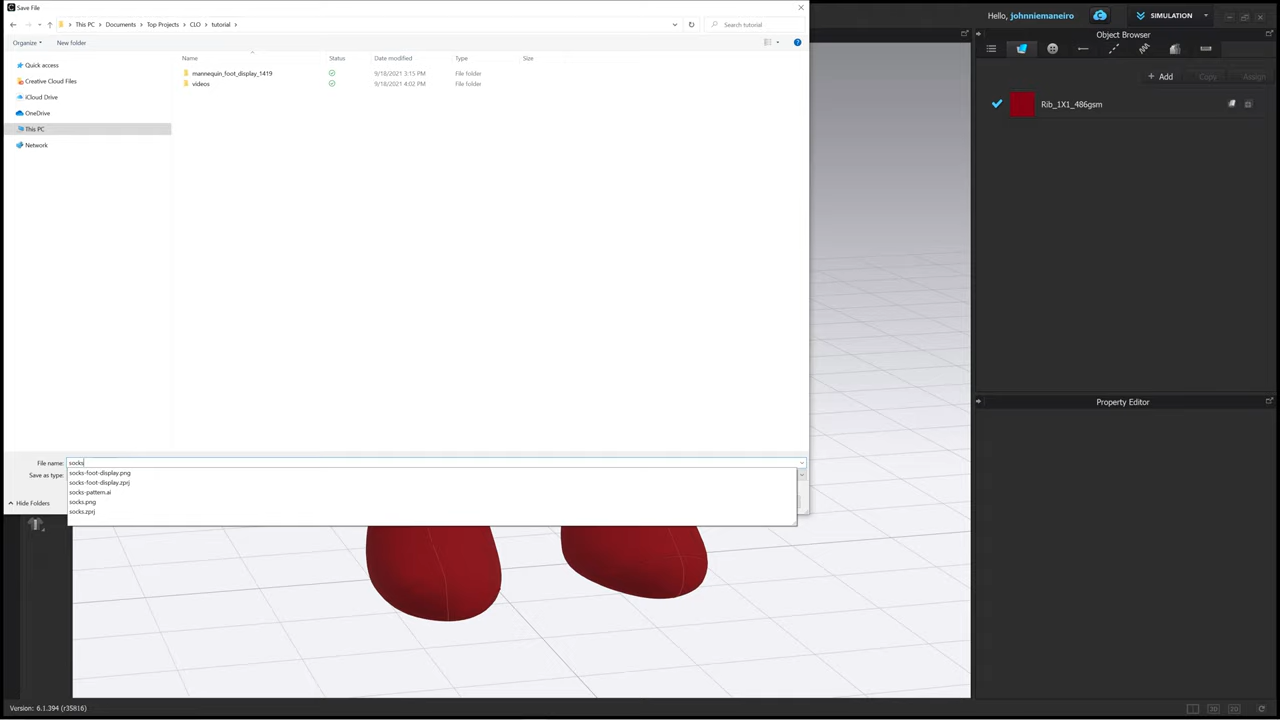 Save File
This PC > Documents > Top Projects > CLO > tutorial >
Search tutorial
Organize
New folder
Name Status Date modified Type Size
Quick access
Creative Cloud Files
iCloud Drive
OneDrive
This PC
Network
mannequin_foot_display_1419 9/18/2021 3:15 PM File folder
videos 9/18/2021 4:02 PM File folder
File name: socks
Save as type:
socks-foot-display.png
socks-foot-display.zprj
socks-pattern.ai
socks.png
socks.zprj
Hide Folders
Hello, johnniemaneiro
SIMULATION
Object Browser
+ Add Copy Assign
Rib_1X1_486gsm
Property Editor
Version: 6.1.394 (r35816)
3D 2D